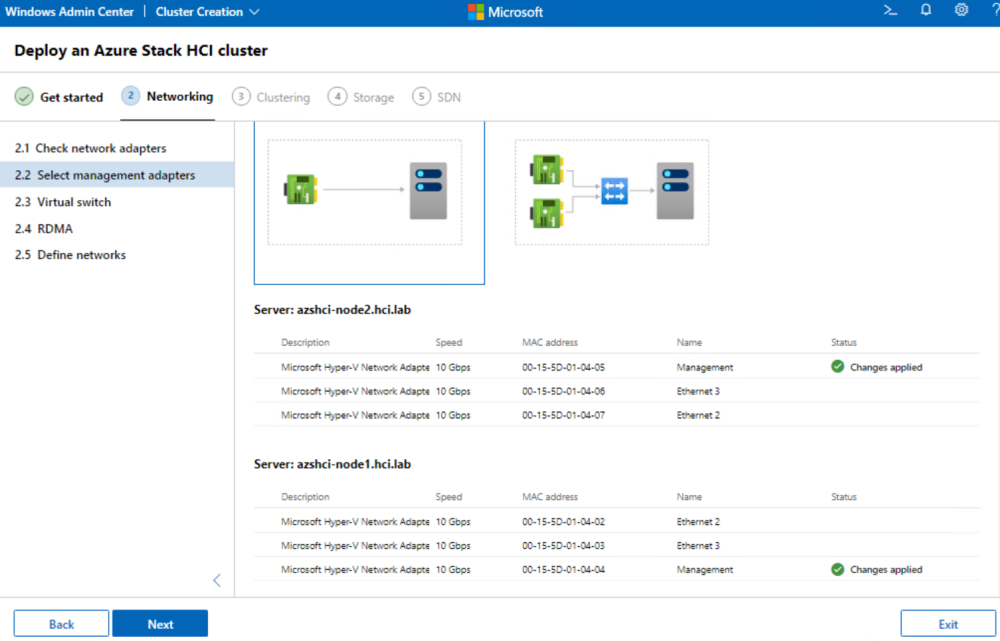 Windows Admin Center | Cluster Creation
Microsoft
?
Deploy an Azure Stack HCI cluster
Get started
2 Networking
3 Clustering
4 Storage
5 SDN
2.1 Check network adapters
2.2 Select management adapters
2.3 Virtual switch
2.4 RDMA
2.5 Define networks
Server: azshci-node2.hci.lab
Description Speed MAC address Name Status
Microsoft Hyper-V Network Adapte 10 Gbps 00-15-5D-01-04-05 Management Changes applied
Microsoft Hyper-V Network Adapte 10 Gbps 00-15-5D-01-04-06 Ethernet 3
Microsoft Hyper-V Network Adapte 10 Gbps 00-15-5D-01-04-07 Ethernet 2
Server: azshci-node1.hci.lab
Description Speed MAC address Name Status
Microsoft Hyper-V Network Adapte 10 Gbps 00-15-5D-01-04-02 Ethernet 2
Microsoft Hyper-V Network Adapte 10 Gbps 00-15-5D-01-04-03 Ethernet 3
Microsoft Hyper-V Network Adapte 10 Gbps 00-15-5D-01-04-04 Management Changes applied
Back
Next
Exit